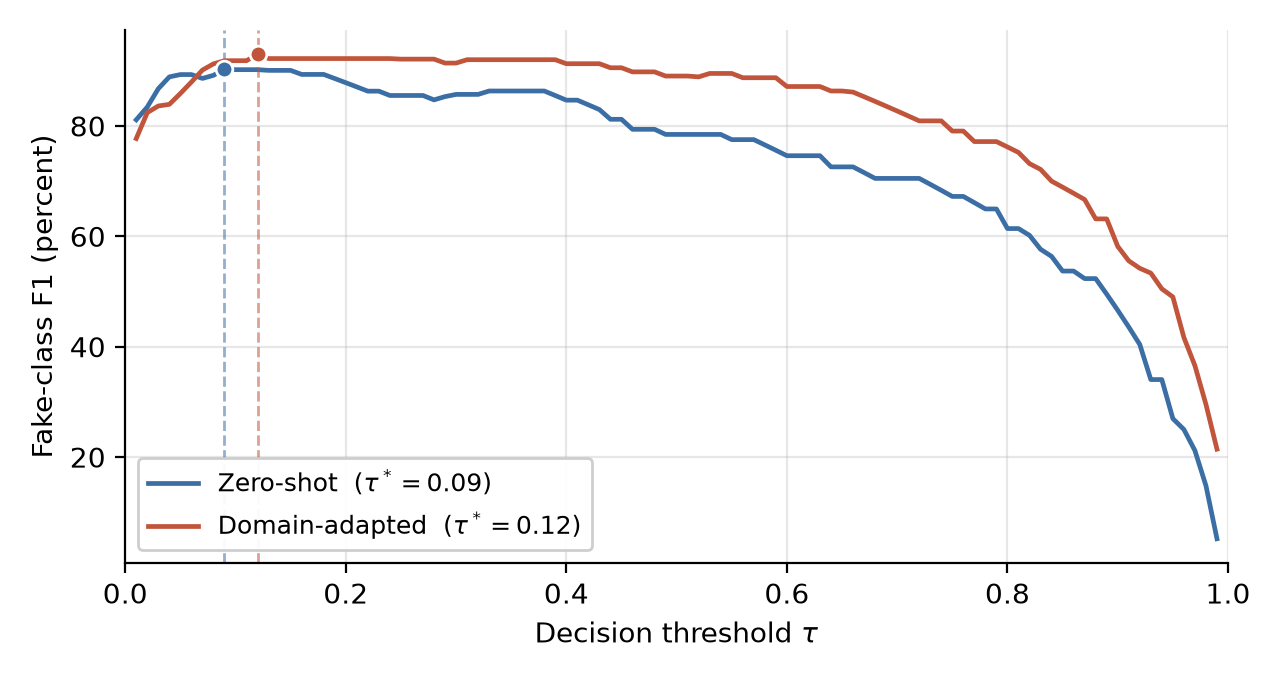 Fake-class F1 (percent)
80
60
40
20
Zero-shot (τ* = 0.09)
Domain-adapted (τ* = 0.12)
0.0 0.2 0.4 0.6 0.8 1.0
Decision threshold τ